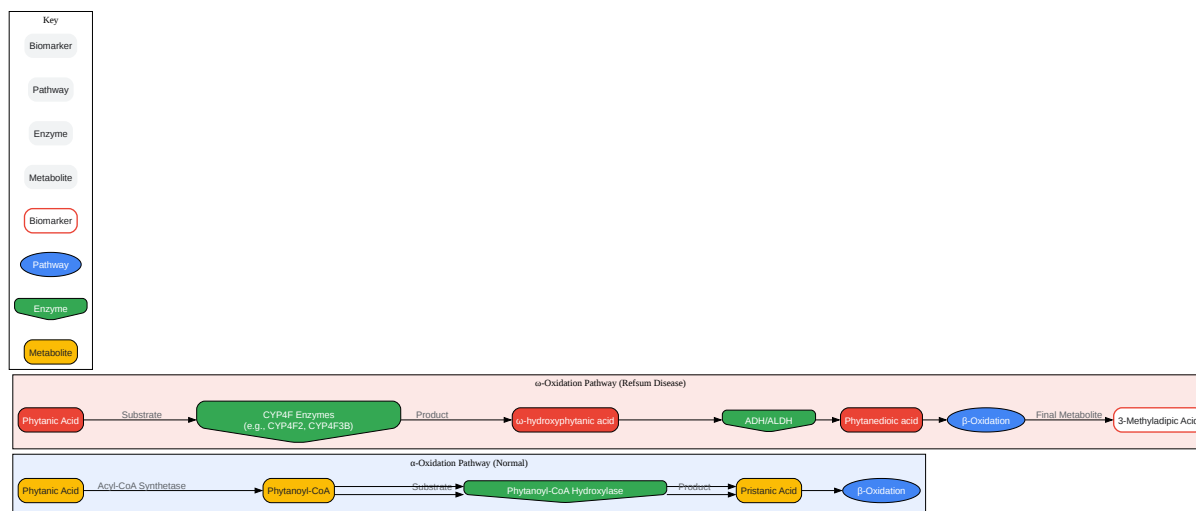 Key
Biomarker
Pathway
Enzyme
Metabolite
Biomarker
Pathway
Enzyme
Metabolite
ω-Oxidation Pathway (Refsum Disease)
Phytanic Acid
Substrate
CYP4F Enzymes
(e.g., CYP4F2, CYP4F3B)
Product
ω-hydroxyphytanic acid
ADH/ALDH
Phytanedioic acid
β-Oxidation
Final Metabolite
3-Methyladipic Acid
α-Oxidation Pathway (Normal)
Phytanic Acid
Acyl-CoA Synthetase
Phytanoyl-CoA
Substrate
Phytanoyl-CoA Hydroxylase
Product
Pristanic Acid
β-Oxidation